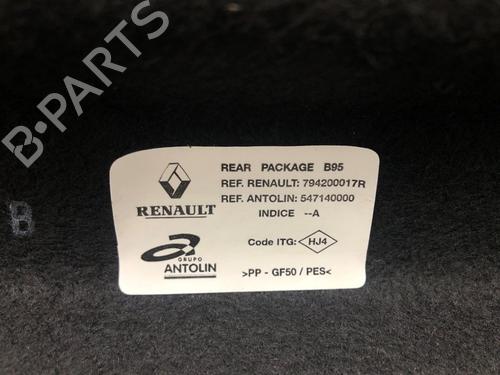 B-PARTS
REAR PACKAGE B95
REF. RENAULT: 794200017R
REF. ANTOLIN: 547140000
INDICE --A
RENAULT
Code ITG: HJ4
GRUPO
ANTOLIN
>PP - GF50 / PES<
B